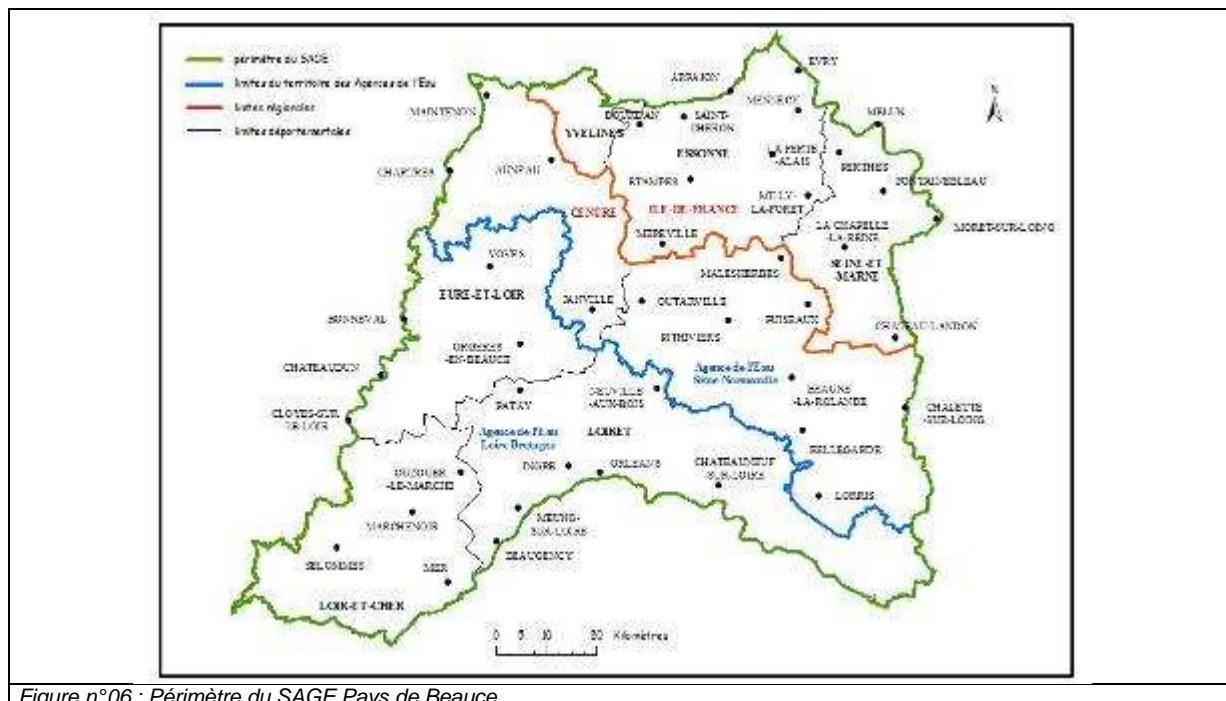 périmètre du SAGE
limites du territoire des Agences de l'Eau
limites régionales
limites départementales
EVRY
ARPAJON
MAINTENON
MENNECY
N
DOURDAN
SAINT-
CHERON
MELUN
YVELINES
ESSONNE
LA FERTE
-ALAIS
PERTHES
CHARTRES
AUNEAU
ETAMPES
FONTAINEBLEAU
MILLY-
LA-FORET
CENTRE
ILE-DE-FRANCE
LA CHAPELLE
-LA-REINE
MORET-SUR-LOING
MEREVILLE
VOVES
MALESHERBES
SEINE-ET
MARNE
EURE-ET-LOIR
JANVILLE
OUTARVILLE
PUISEAUX
BONNEVAL
PITHIVIERS
CHATEAU-LANDON
ORGERES
-EN-BEAUCE
Agence de l'Eau
Seine Normandie
CHATEAUDUN
NEUVILLE
-AUX-BOIS
BEAUNE
-LA-ROLANDE
PATAY
CHALETTE
-SUR-LOING
CLOYES-SUR
-LE-LOIR
Agence de l'Eau
Loire Bretagne
LOIRET
BELLEGARDE
INGRE
ORLEANS
CHATEAUNEUF
-SUR-LOIRE
OUZOUER
-LE-MARCHE
LORRIS
MARCHENOIR
MEUNG-
SUR-LOIRE
BEAUGENCY
SELOMMES
MER
LOIR-ET-CHER
0 5 10 20 Kilomètres
Figure n°06 : Périmètre du SAGE Pays de Beauce